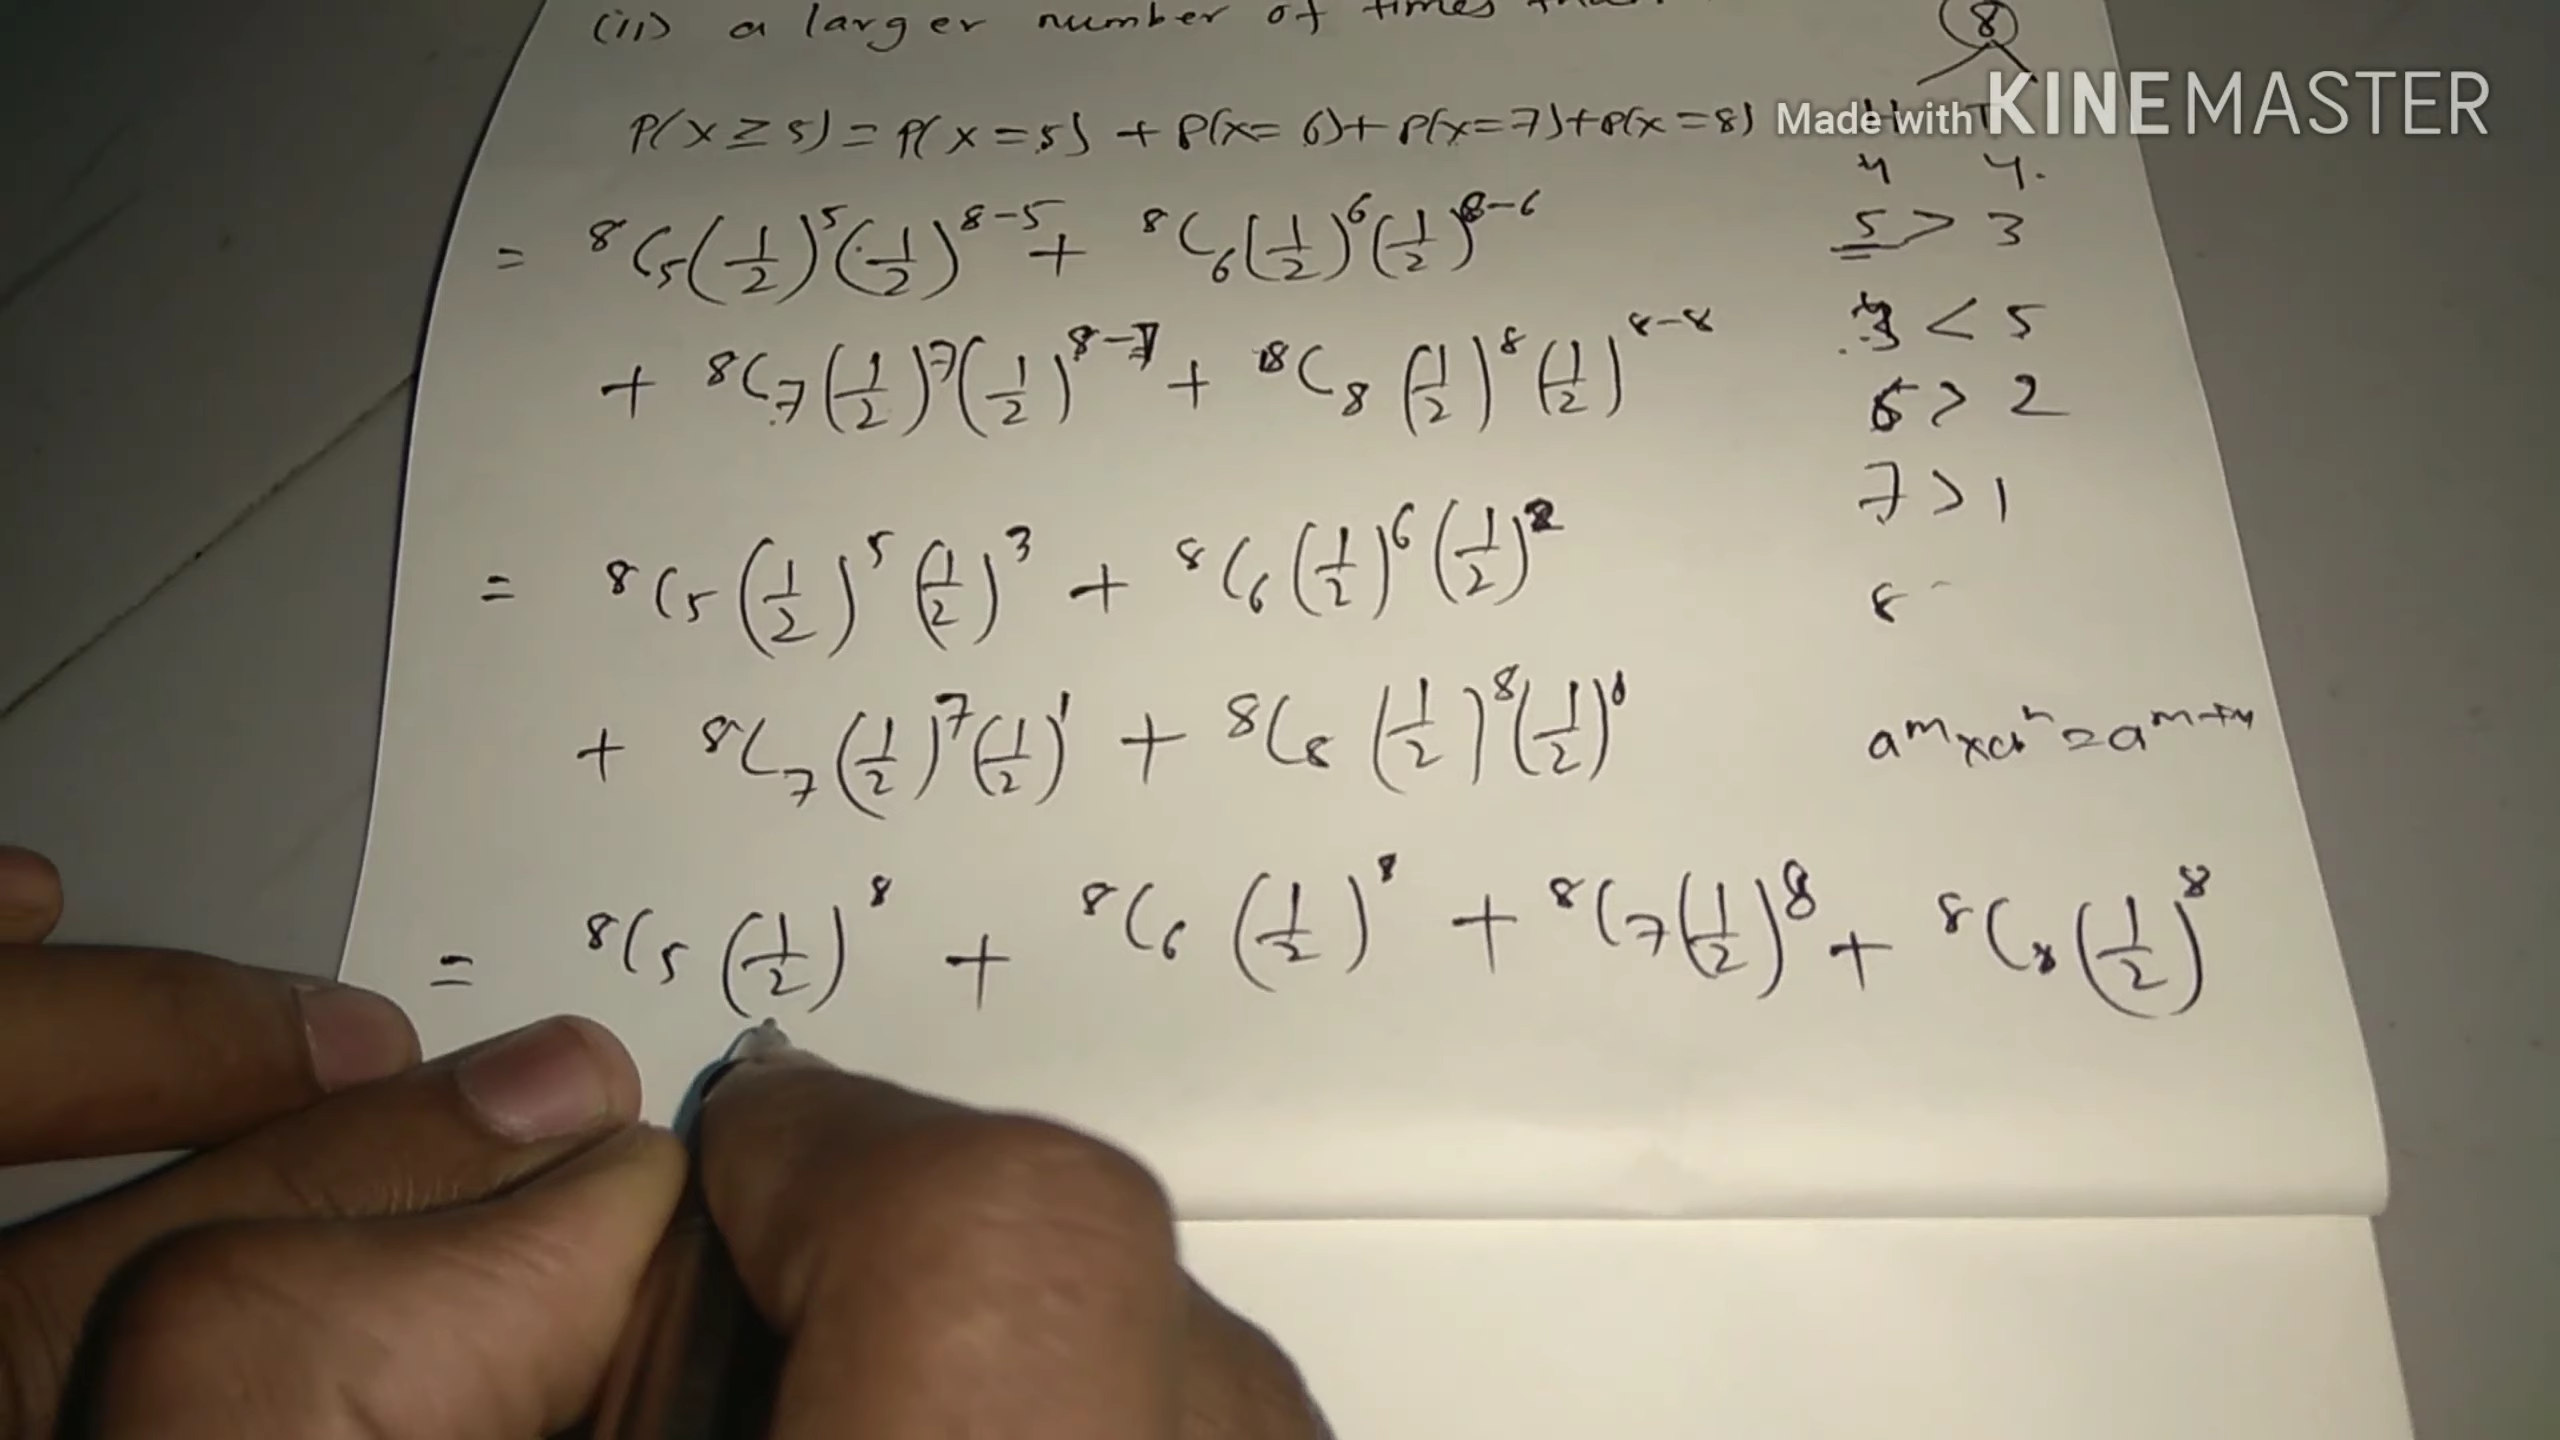 (ii) a larger number of times than
8
P(X ≥ 5) = P(X = 5) + P(X = 6) + P(X = 7) + P(X = 8)
Made with KINEMASTER
T
4 4.
= ⁸C₅(1/2)⁵(1/2)⁸⁻⁵ + ⁸C₆(1/2)⁶(1/2)⁸⁻⁶
5 > 3
+ ⁸C₇(1/2)⁷(1/2)⁸⁻⁷ + ⁸C₈(1/2)⁸(1/2)⁸⁻⁸
3 < 5
6 > 2
7 > 1
= ⁸C₅(1/2)⁵(1/2)³ + ⁸C₆(1/2)⁶(1/2)²
8
+ ⁸C₇(1/2)⁷(1/2)¹ + ⁸C₈(1/2)⁸(1/2)⁰
aᵐ × aⁿ = aᵐ⁺ⁿ
= ⁸C₅(1/2)⁸ + ⁸C₆(1/2)⁸ + ⁸C₇(1/2)⁸ + ⁸C₈(1/2)⁸